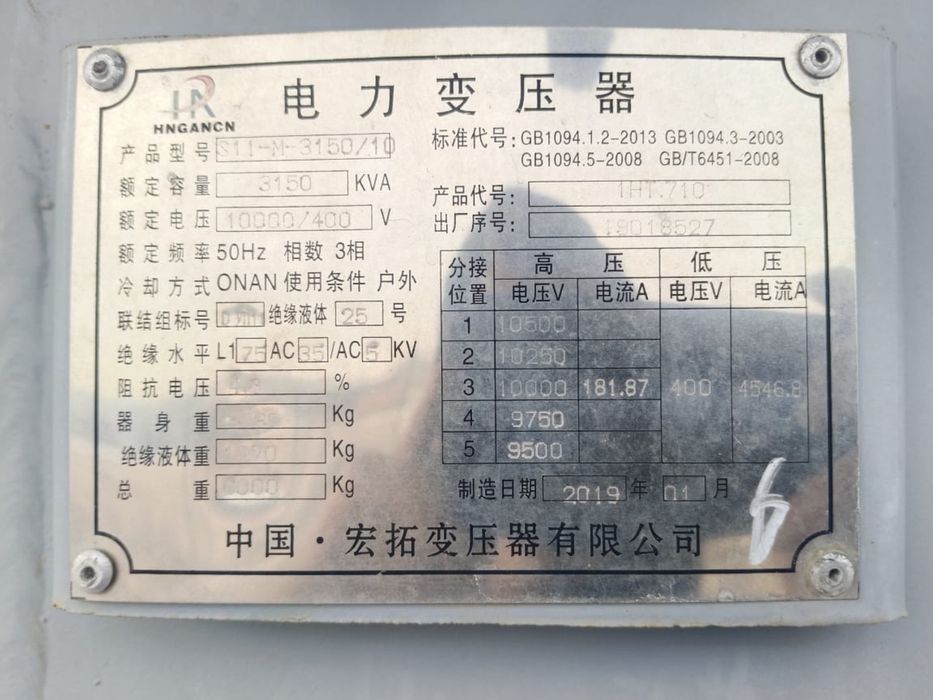 HNGANCN
电力变压器
标准代号:GB1094.1.2-2013 GB1094.3-2003
GB1094.5-2008 GB/T6451-2008
产品型号 S11-M-3150/10
额定容量 3150 KVA
产品代号: 1HT.710
额定电压 10000/400 V
出厂序号: 19018527
额定频率 50Hz 相数 3相
冷却方式 ONAN 使用条件 户外
联结组标号 绝缘液体 25 号
绝缘水平 L1 75 AC 35 /AC 5 KV
阻抗电压 %
器身重 Kg
绝缘液体重 Kg
总重 Kg
分接位置 高压 低压
电压V 电流A 电压V 电流A
1 10500
2 10250
3 10000 181.87 400 4546.8
4 9750
5 9500
制造日期 2019 年 01 月
中国·宏拓变压器有限公司